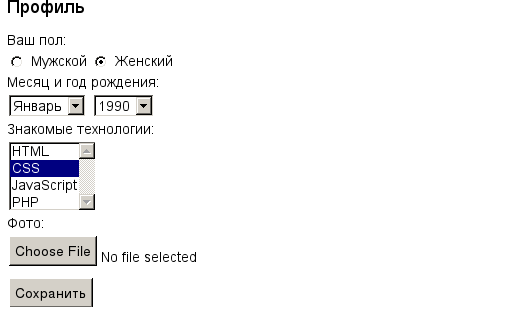 Профиль
Ваш пол:
Мужской Женский
Месяц и год рождения:
Январь 1990
Знакомые технологии:
HTML
CSS
JavaScript
PHP
Фото:
Choose File No file selected
Сохранить